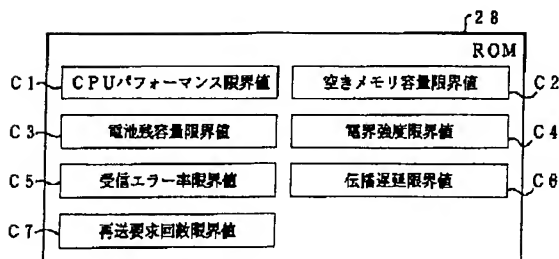 28
ROM
C1 CPUパフォーマンス限界値 空きメモリ容量限界値 C2
C3 電池残容量限界値 電界強度限界値 C4
C5 受信エラー率限界値 伝播遅延限界値 C6
C7 再送要求回数限界値